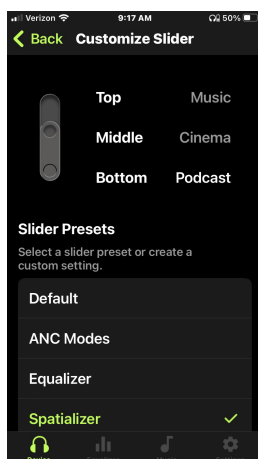 Verizon 9:17 AM 50%
Back Customize Slider
Top Music
Middle Cinema
Bottom Podcast
Slider Presets
Select a slider preset or create a
custom setting.
Default
ANC Modes
Equalizer
Spatializer